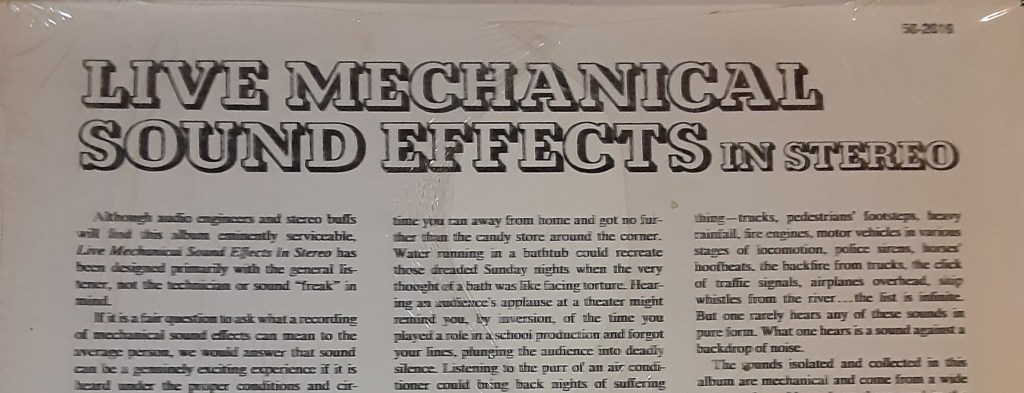 50-2016
LIVE MECHANICAL
SOUND EFFECTS IN STEREO
Although audio engineers and stereo buffs
will find this album eminently serviceable,
Live Mechanical Sound Effects in Stereo has
been designed primarily with the general lis-
tener, not the technician or sound “freak” in
mind.
If it is a fair question to ask what a recording
of mechanical sound effects can mean to the
average person, we would answer that sound
can be a genuinely exciting experience if it is
heard under the proper conditions and cir-
time you ran away from home and got no fur-
ther than the candy store around the corner.
Water running in a bathtub could recreate
those dreaded Sunday nights when the very
thought of a bath was like facing torture. Hear-
ing an audience's applause at a theater might
remind you, by inversion, of the time you
played a role in a school production and forgot
your lines, plunging the audience into deadly
silence. Listening to the purr of an air condi-
tioner could bring back nights of suffering
thing—trucks, pedestrians' footsteps, heavy
rainfall, fire engines, motor vehicles in various
stages of locomotion, police sirens, horses'
hoofbeats, the backfire from trucks, the click
of traffic signals, airplanes overhead, ship
whistles from the river...the list is infinite.
But one rarely hears any of these sounds in
pure form. What one hears is a sound against a
backdrop of noise.
The sounds isolated and collected in this
album are mechanical and come from a wide